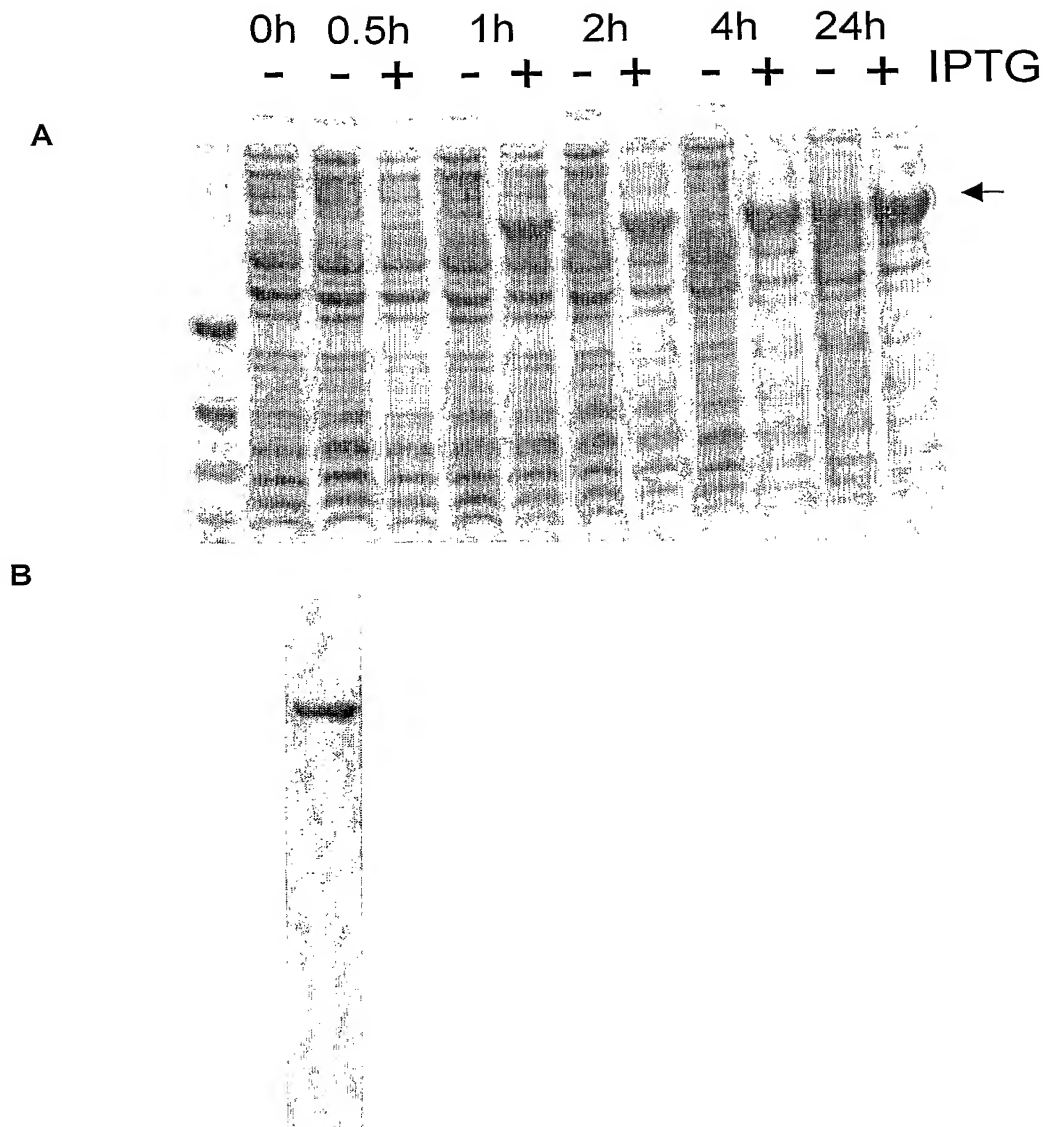 0h 0.5h 1h 2h 4h 24h
- - + - + - + - + - + IPTG
A
B